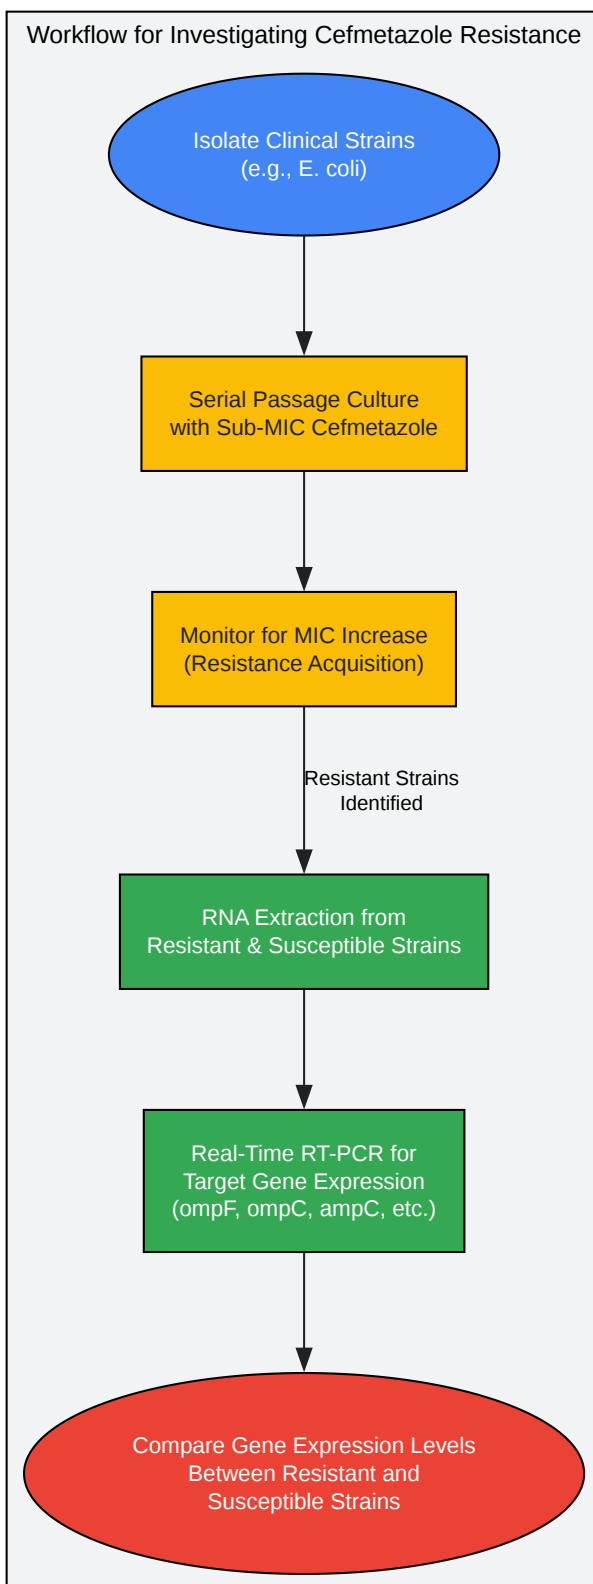 Workflow for Investigating Cefmetazole Resistance
Isolate Clinical Strains
(e.g., E. coli)
Serial Passage Culture
with Sub-MIC Cefmetazole
Monitor for MIC Increase
(Resistance Acquisition)
Resistant Strains
Identified
RNA Extraction from
Resistant & Susceptible Strains
Real-Time RT-PCR for
Target Gene Expression
(ompF, ompC, ampC, etc.)
Compare Gene Expression Levels
Between Resistant and
Susceptible Strains